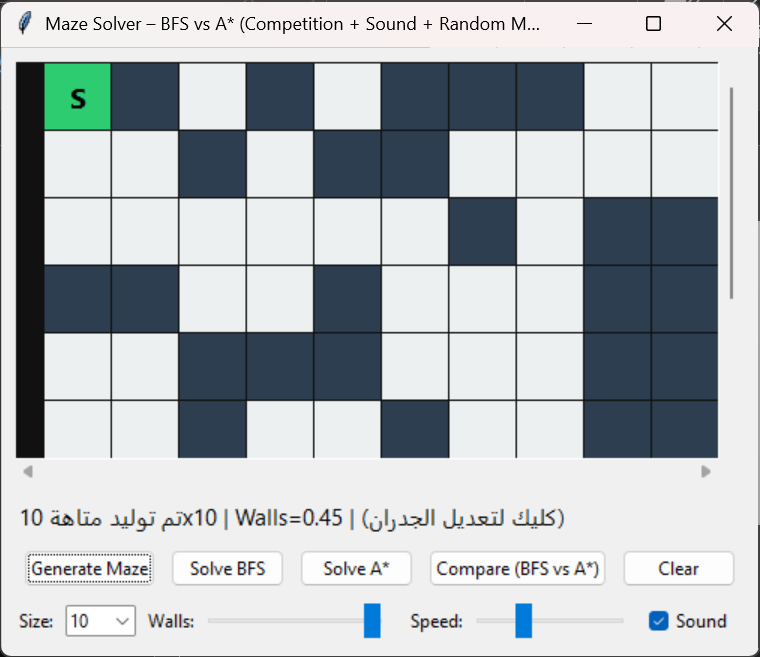 Maze Solver – BFS vs A* (Competition + Sound + Random M...
S
تم توليد متاهة 10x10 | Walls=0.45 | (كليك لتعديل الجدران)
Generate Maze Solve BFS Solve A* Compare (BFS vs A*) Clear
Size: 10 Walls: Speed: Sound